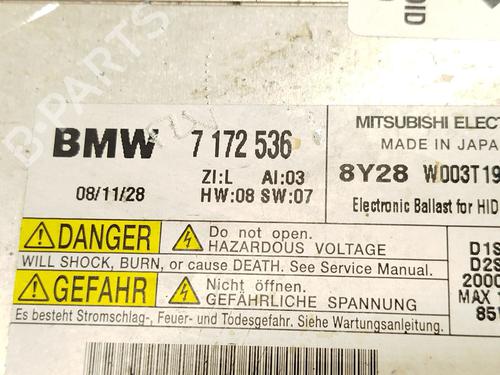 BMW 7 172 536
MITSUBISHI ELEC
MADE IN JAPA
ZI:L AI:03
08/11/28 HW:08 SW:07
8Y28 W003T19
Electronic Ballast for HID
DANGER
Do not open.
HAZARDOUS VOLTAGE
WILL SHOCK, BURN, or cause DEATH. See Service Manual.
GEFAHR
Nicht öffnen.
GEFÄHRLICHE SPANNUNG
Es besteht Stromschlag-, Feuer- und Todesgefahr. Siehe Wartungsanleitung.
D1S
D2S
2000
MAX
85
B-PARTS